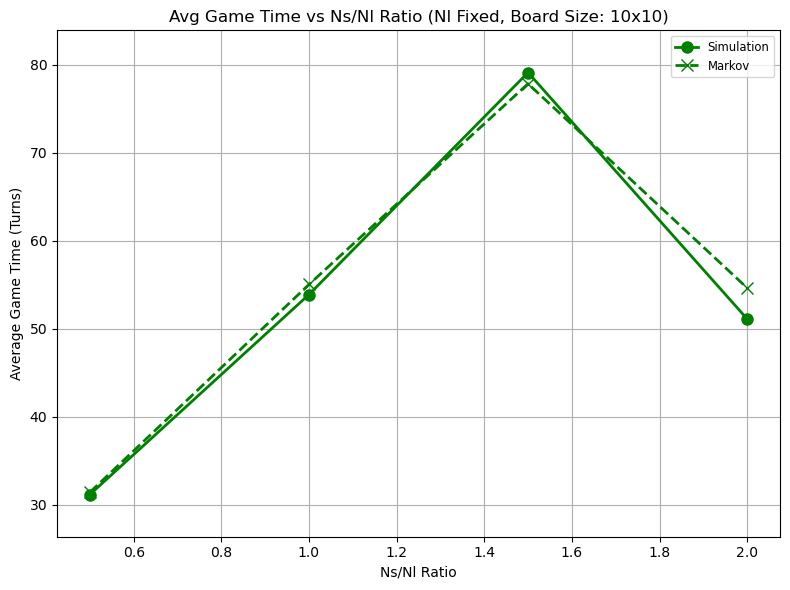 Avg Game Time vs Ns/Nl Ratio (Nl Fixed, Board Size: 10x10)
Simulation
Markov
Average Game Time (Turns)
80
70
60
50
40
30
0.6 0.8 1.0 1.2 1.4 1.6 1.8 2.0
Ns/Nl Ratio